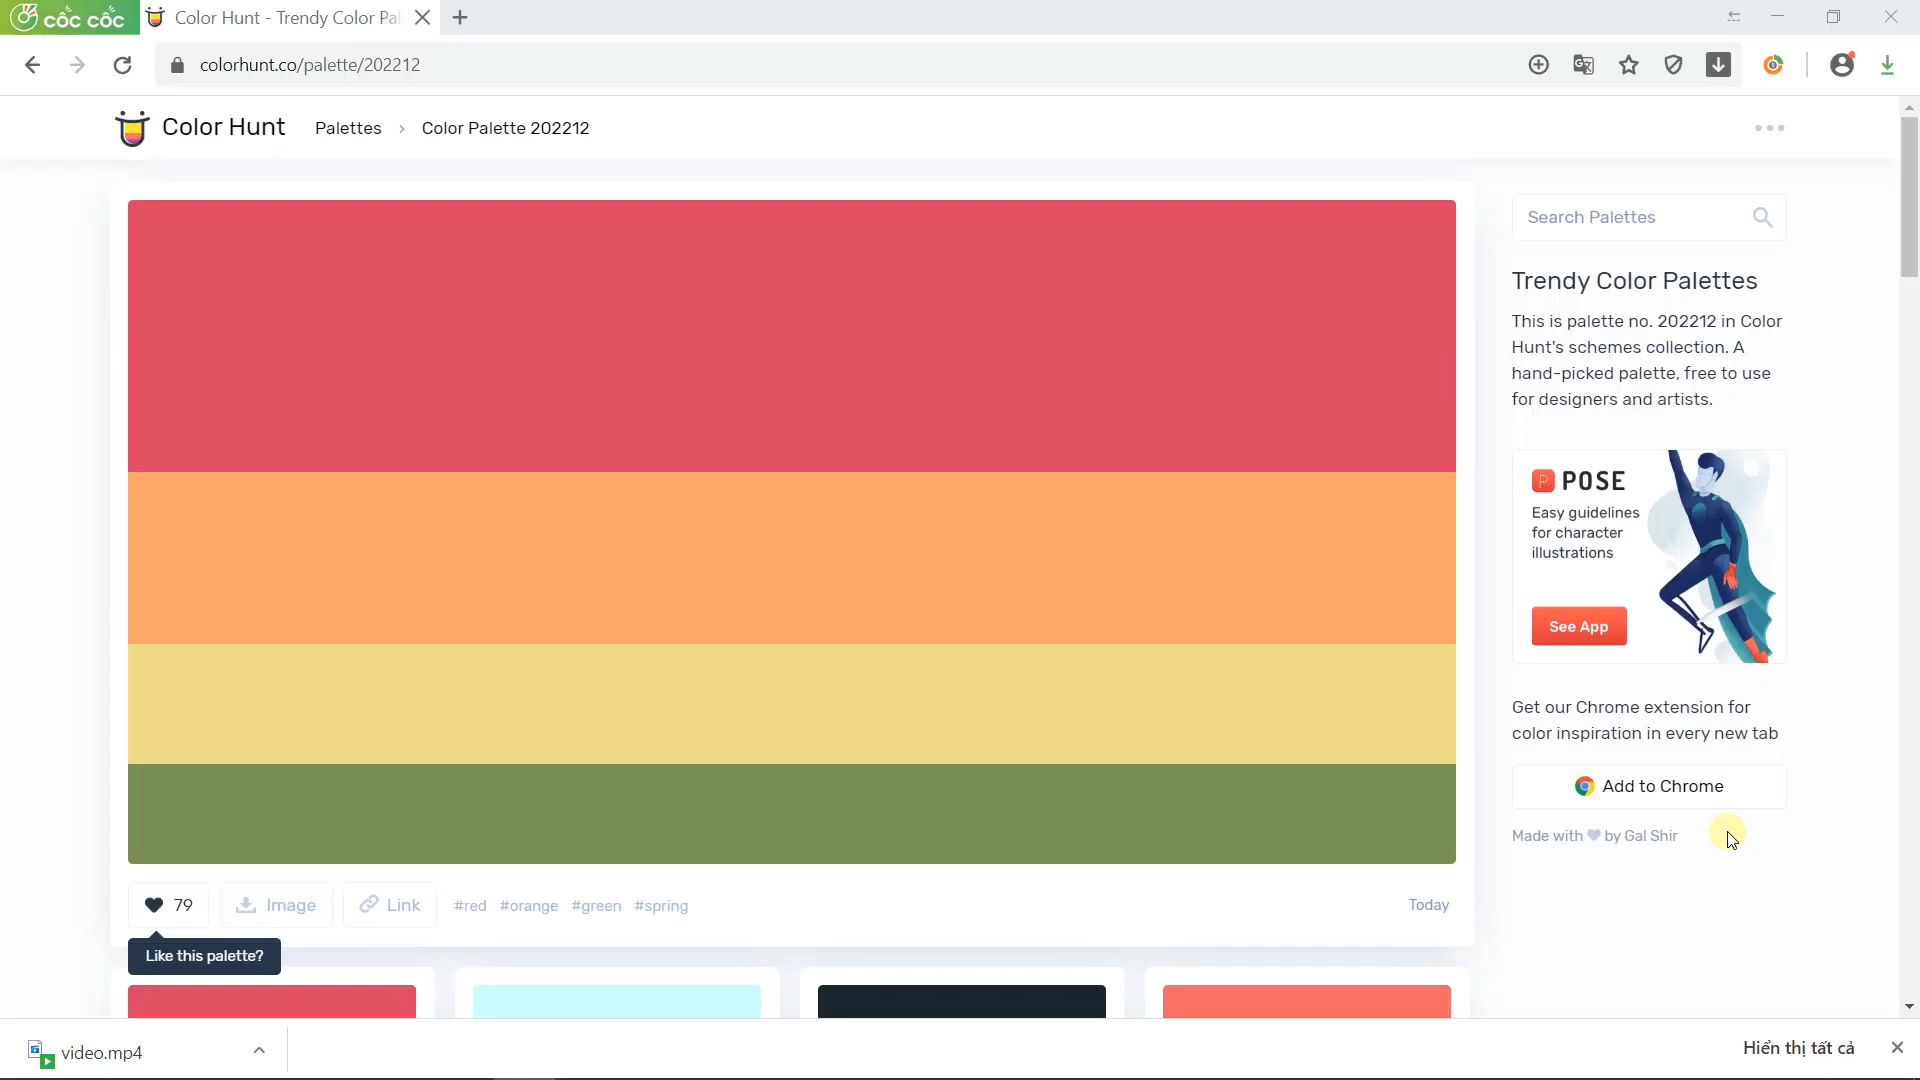 cốc cốc
Color Hunt - Trendy Color Pal
colorhunt.co/palette/202212
Color Hunt
Palettes › Color Palette 202212
Search Palettes
Trendy Color Palettes
This is palette no. 202212 in Color
Hunt's schemes collection. A
hand-picked palette, free to use
for designers and artists.
P POSE
Easy guidelines
for character
illustrations
See App
Get our Chrome extension for
color inspiration in every new tab
Add to Chrome
Made with ♥ by Gal Shir
79
Image
Link
#red #orange #green #spring
Today
Like this palette?
video.mp4
Hiển thị tất cả